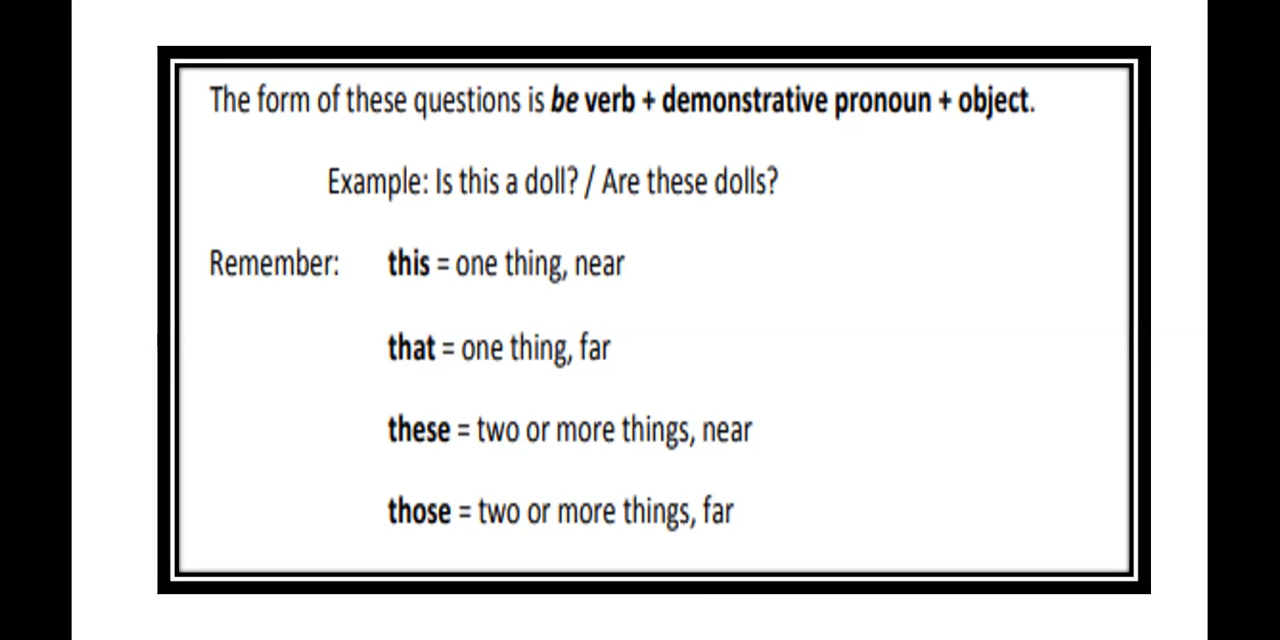 The form of these questions is be verb + demonstrative pronoun + object.
Example: Is this a doll? / Are these dolls?
Remember: this = one thing, near
that = one thing, far
these = two or more things, near
those = two or more things, far